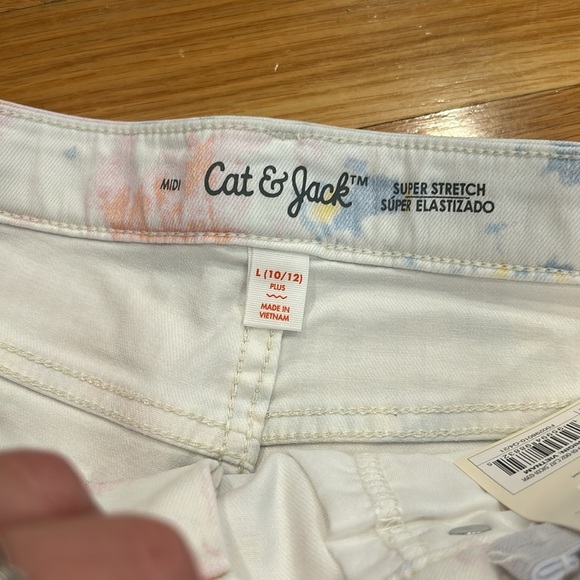 MIDI
Cat & Jack™
SUPER STRETCH
SÚPER ELASTIZADO
L (10/12)
PLUS
MADE IN
VIETNAM